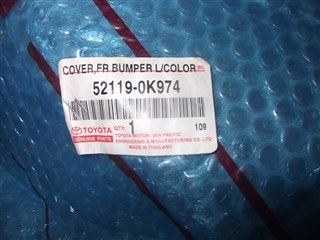 COVER,FR BUMPER L/COLOR RC
52119-0K974
TOYOTA
GENUINE PARTS
QTY 1 109
TOYOTA MOTOR ASIA PACIFIC
ENGINEERING & MANUFACTURING CO.,LTD.
MADE IN THAILAND